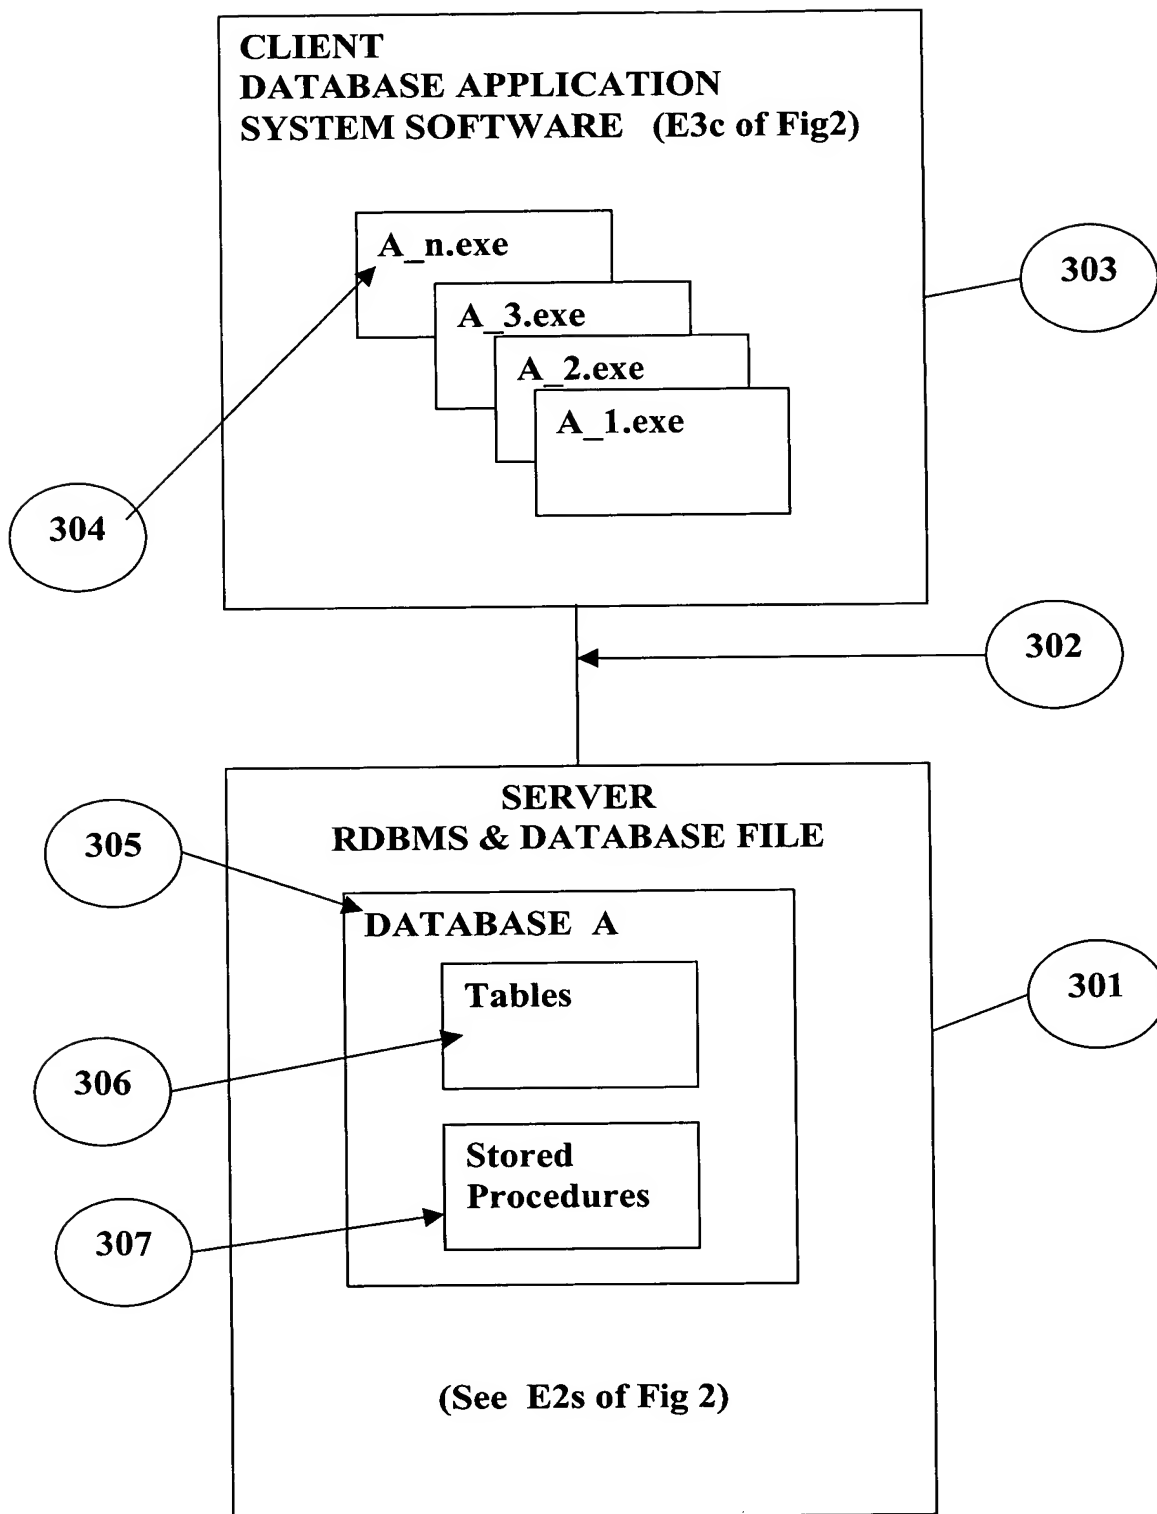 CLIENT
DATABASE APPLICATION
SYSTEM SOFTWARE (E3c of Fig2)
A_n.exe
303
A_3.exe
A_2.exe
A_1.exe
304
302
SERVER
RDBMS & DATABASE FILE
305
DATABASE A
301
Tables
306
Stored
Procedures
307
(See E2s of Fig 2)